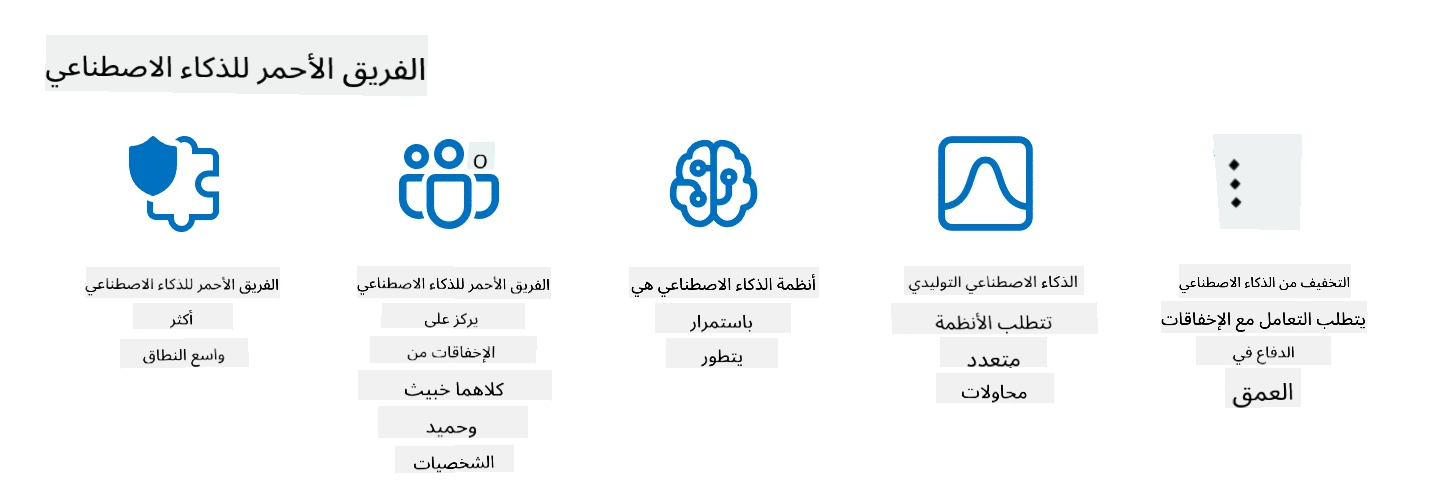 الفريق الأحمر للذكاء الاصطناعي
o
الفريق الأحمر للذكاء الاصطناعي
أكثر
واسع النطاق
الفريق الأحمر للذكاء الاصطناعي
يركز على
الإخفاقات من
كلاهما خبيث
وحميد
الشخصيات
أنظمة الذكاء الاصطناعي هي
باستمرار
يتطور
الذكاء الاصطناعي التوليدي
تتطلب الأنظمة
متعدد
محاولات
التخفيف من الذكاء الاصطناعي
يتطلب التعامل مع الإخفاقات
الدفاع في
العمق